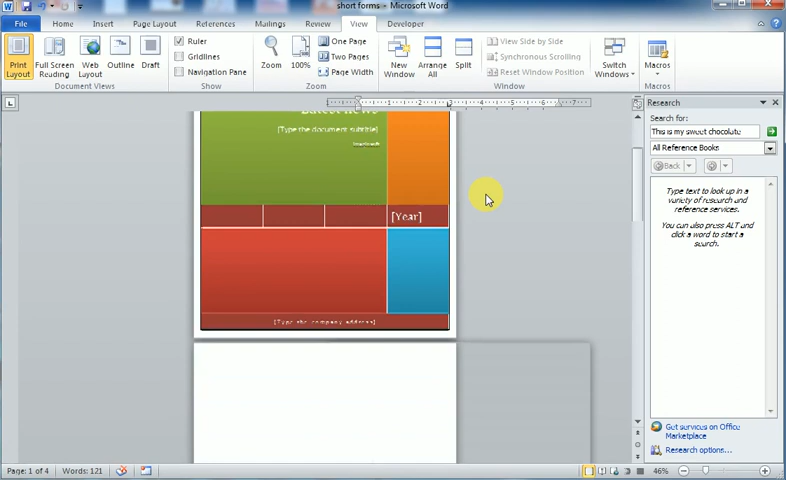 short forms - Microsoft Word
File Home Insert Page Layout References Mailings Review View Developer
Print Layout
Full Screen Reading
Web Layout
Outline
Draft
Document Views
Ruler
Gridlines
Navigation Pane
Show
Zoom
100%
One Page
Two Pages
Page Width
Zoom
New Window
Arrange All
Split
View Side by Side
Synchronous Scrolling
Reset Window Position
Window
Switch Windows
Macros
Macros
Latest news
[Type the document subtitle]
[Year]
[Type the company address]
Research
Search for:
This is my sweet chocolate
All Reference Books
Back
Type text to look up in a
variety of research and
reference services.
You can also press ALT and
click a word to start a
search.
Get services on Office
Marketplace
Research options...
Page: 1 of 4 Words: 121
46%